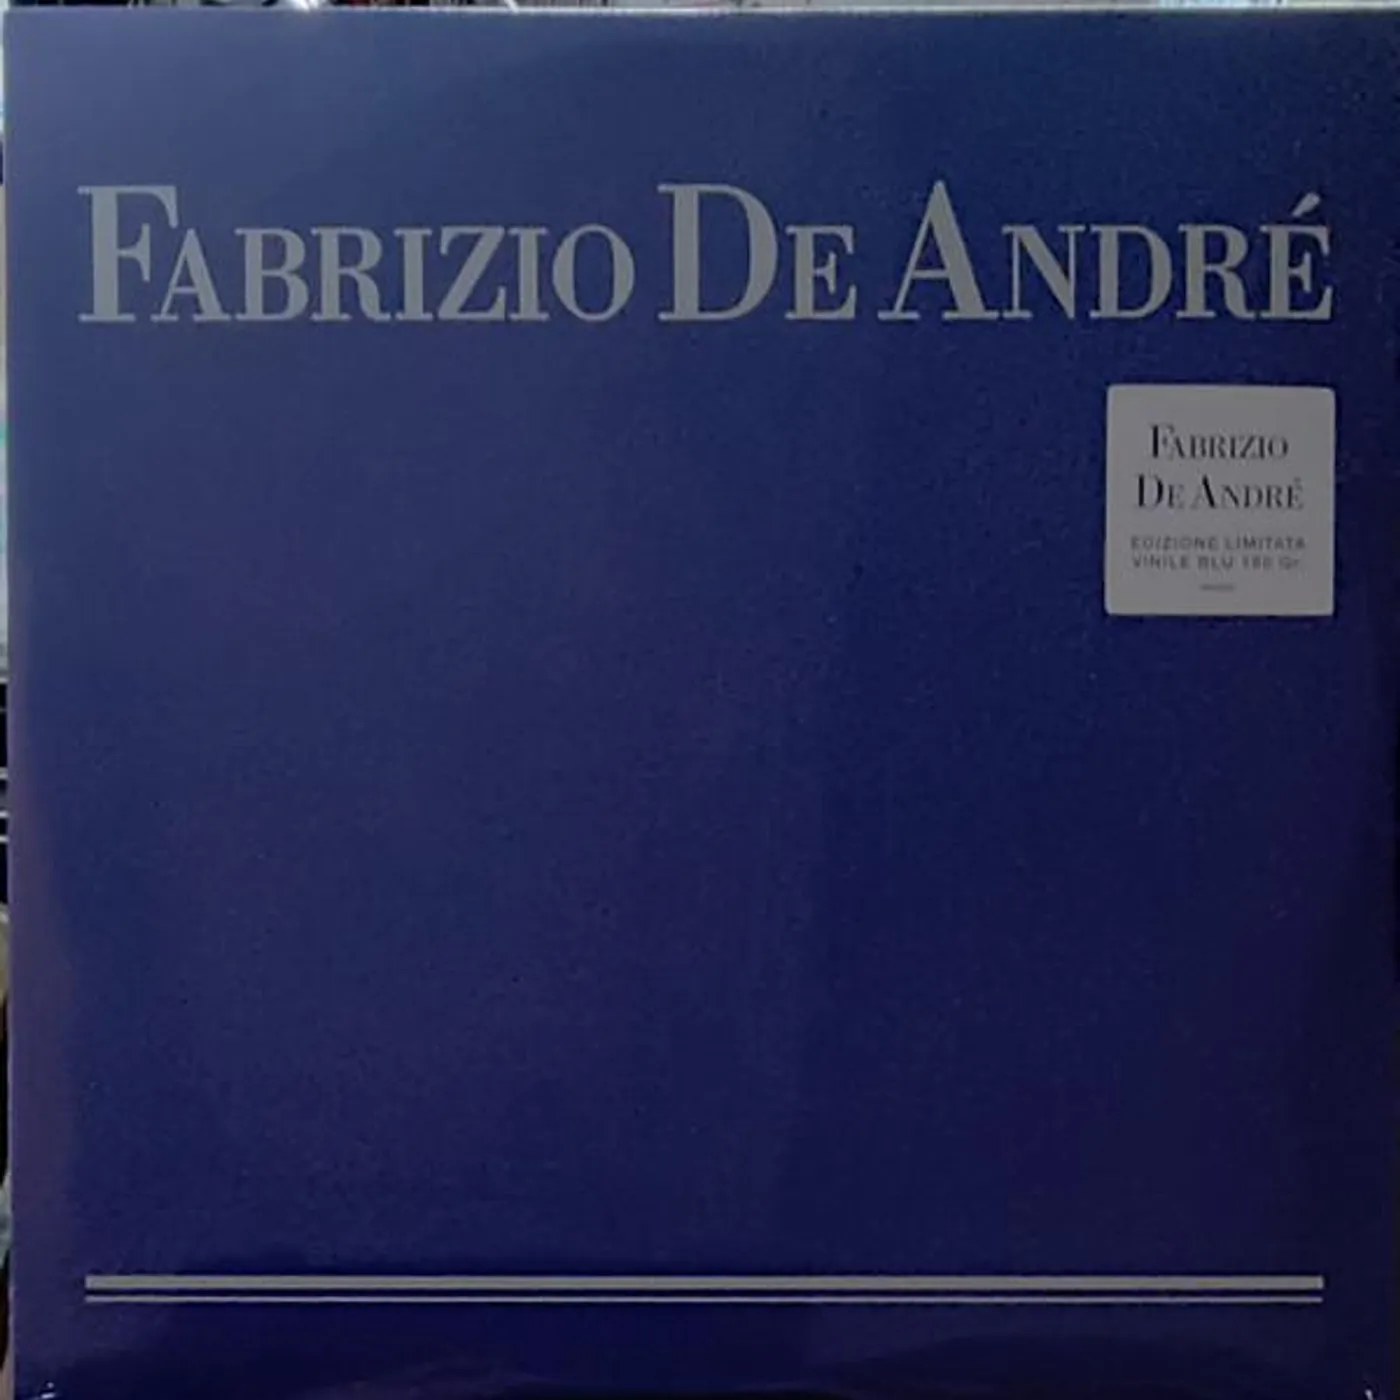 FABRIZIO DE ANDRÉ
FABRIZIO
DE ANDRÉ
EDIZIONE LIMITATA
VINILE BLU 180 Gr.